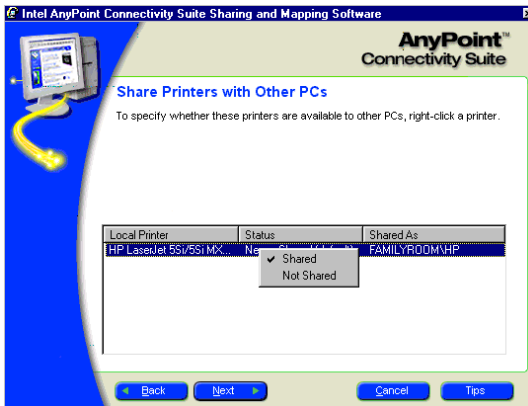 Intel AnyPoint Connectivity Suite Sharing and Mapping Software
AnyPoint™
Connectivity Suite
Share Printers with Other PCs
To specify whether these printers are available to other PCs, right-click a printer.
Local Printer Status Shared As
HP LaserJet 5Si/5Si MX... FAMILYROOM\HP
Shared
Not Shared
Back Next Cancel Tips